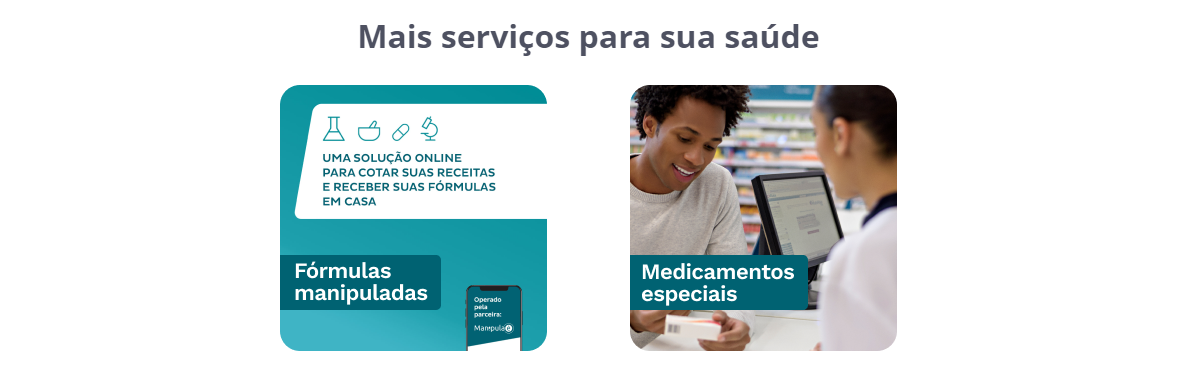 Mais serviços para sua saúde
UMA SOLUÇÃO ONLINE
PARA COTAR SUAS RECEITAS
E RECEBER SUAS FÓRMULAS
EM CASA
Fórmulas
manipuladas
Operado
pela
parceira:
Manipulaê
Medicamentos
especiais